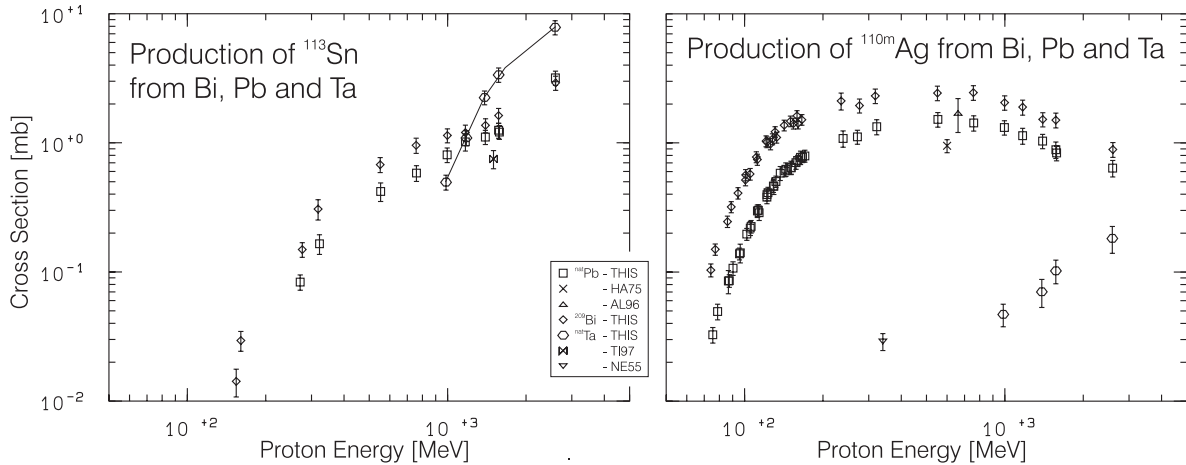 Production of ¹¹³Sn
from Bi, Pb and Ta
Production of ¹¹⁰ᵐAg from Bi, Pb and Ta
Cross Section [mb]
10⁺¹
10⁺⁰
10⁻¹
10⁻²
ⁿᵃᵗPb - THIS
- HA75
- AL96
²⁰⁹Bi - THIS
ⁿᵃᵗTa - THIS
- TI97
- NE55
10 ⁺²
10 ⁺³
10 ⁺²
10 ⁺³
Proton Energy [MeV]
Proton Energy [MeV]